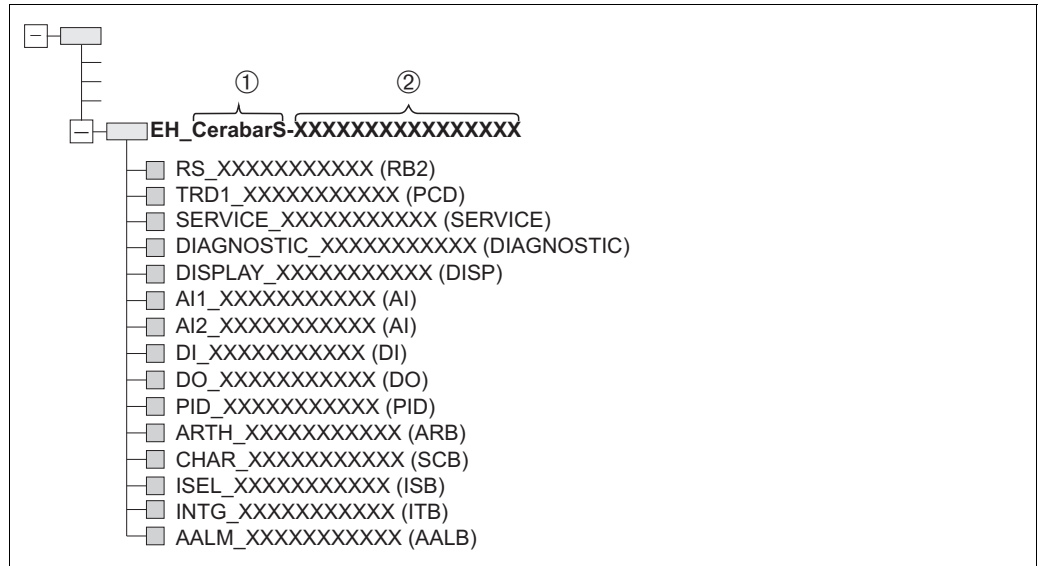 ① ②
EH_CerabarS-XXXXXXXXXXXXXXXX
RS_XXXXXXXXXXX (RB2)
TRD1_XXXXXXXXXXX (PCD)
SERVICE_XXXXXXXXXXX (SERVICE)
DIAGNOSTIC_XXXXXXXXXXX (DIAGNOSTIC)
DISPLAY_XXXXXXXXXXX (DISP)
AI1_XXXXXXXXXXX (AI)
AI2_XXXXXXXXXXX (AI)
DI_XXXXXXXXXXX (DI)
DO_XXXXXXXXXXX (DO)
PID_XXXXXXXXXXX (PID)
ARTH_XXXXXXXXXXX (ARB)
CHAR_XXXXXXXXXXX (SCB)
ISEL_XXXXXXXXXXX (ISB)
INTG_XXXXXXXXXXX (ITB)
AALM_XXXXXXXXXXX (AALB)